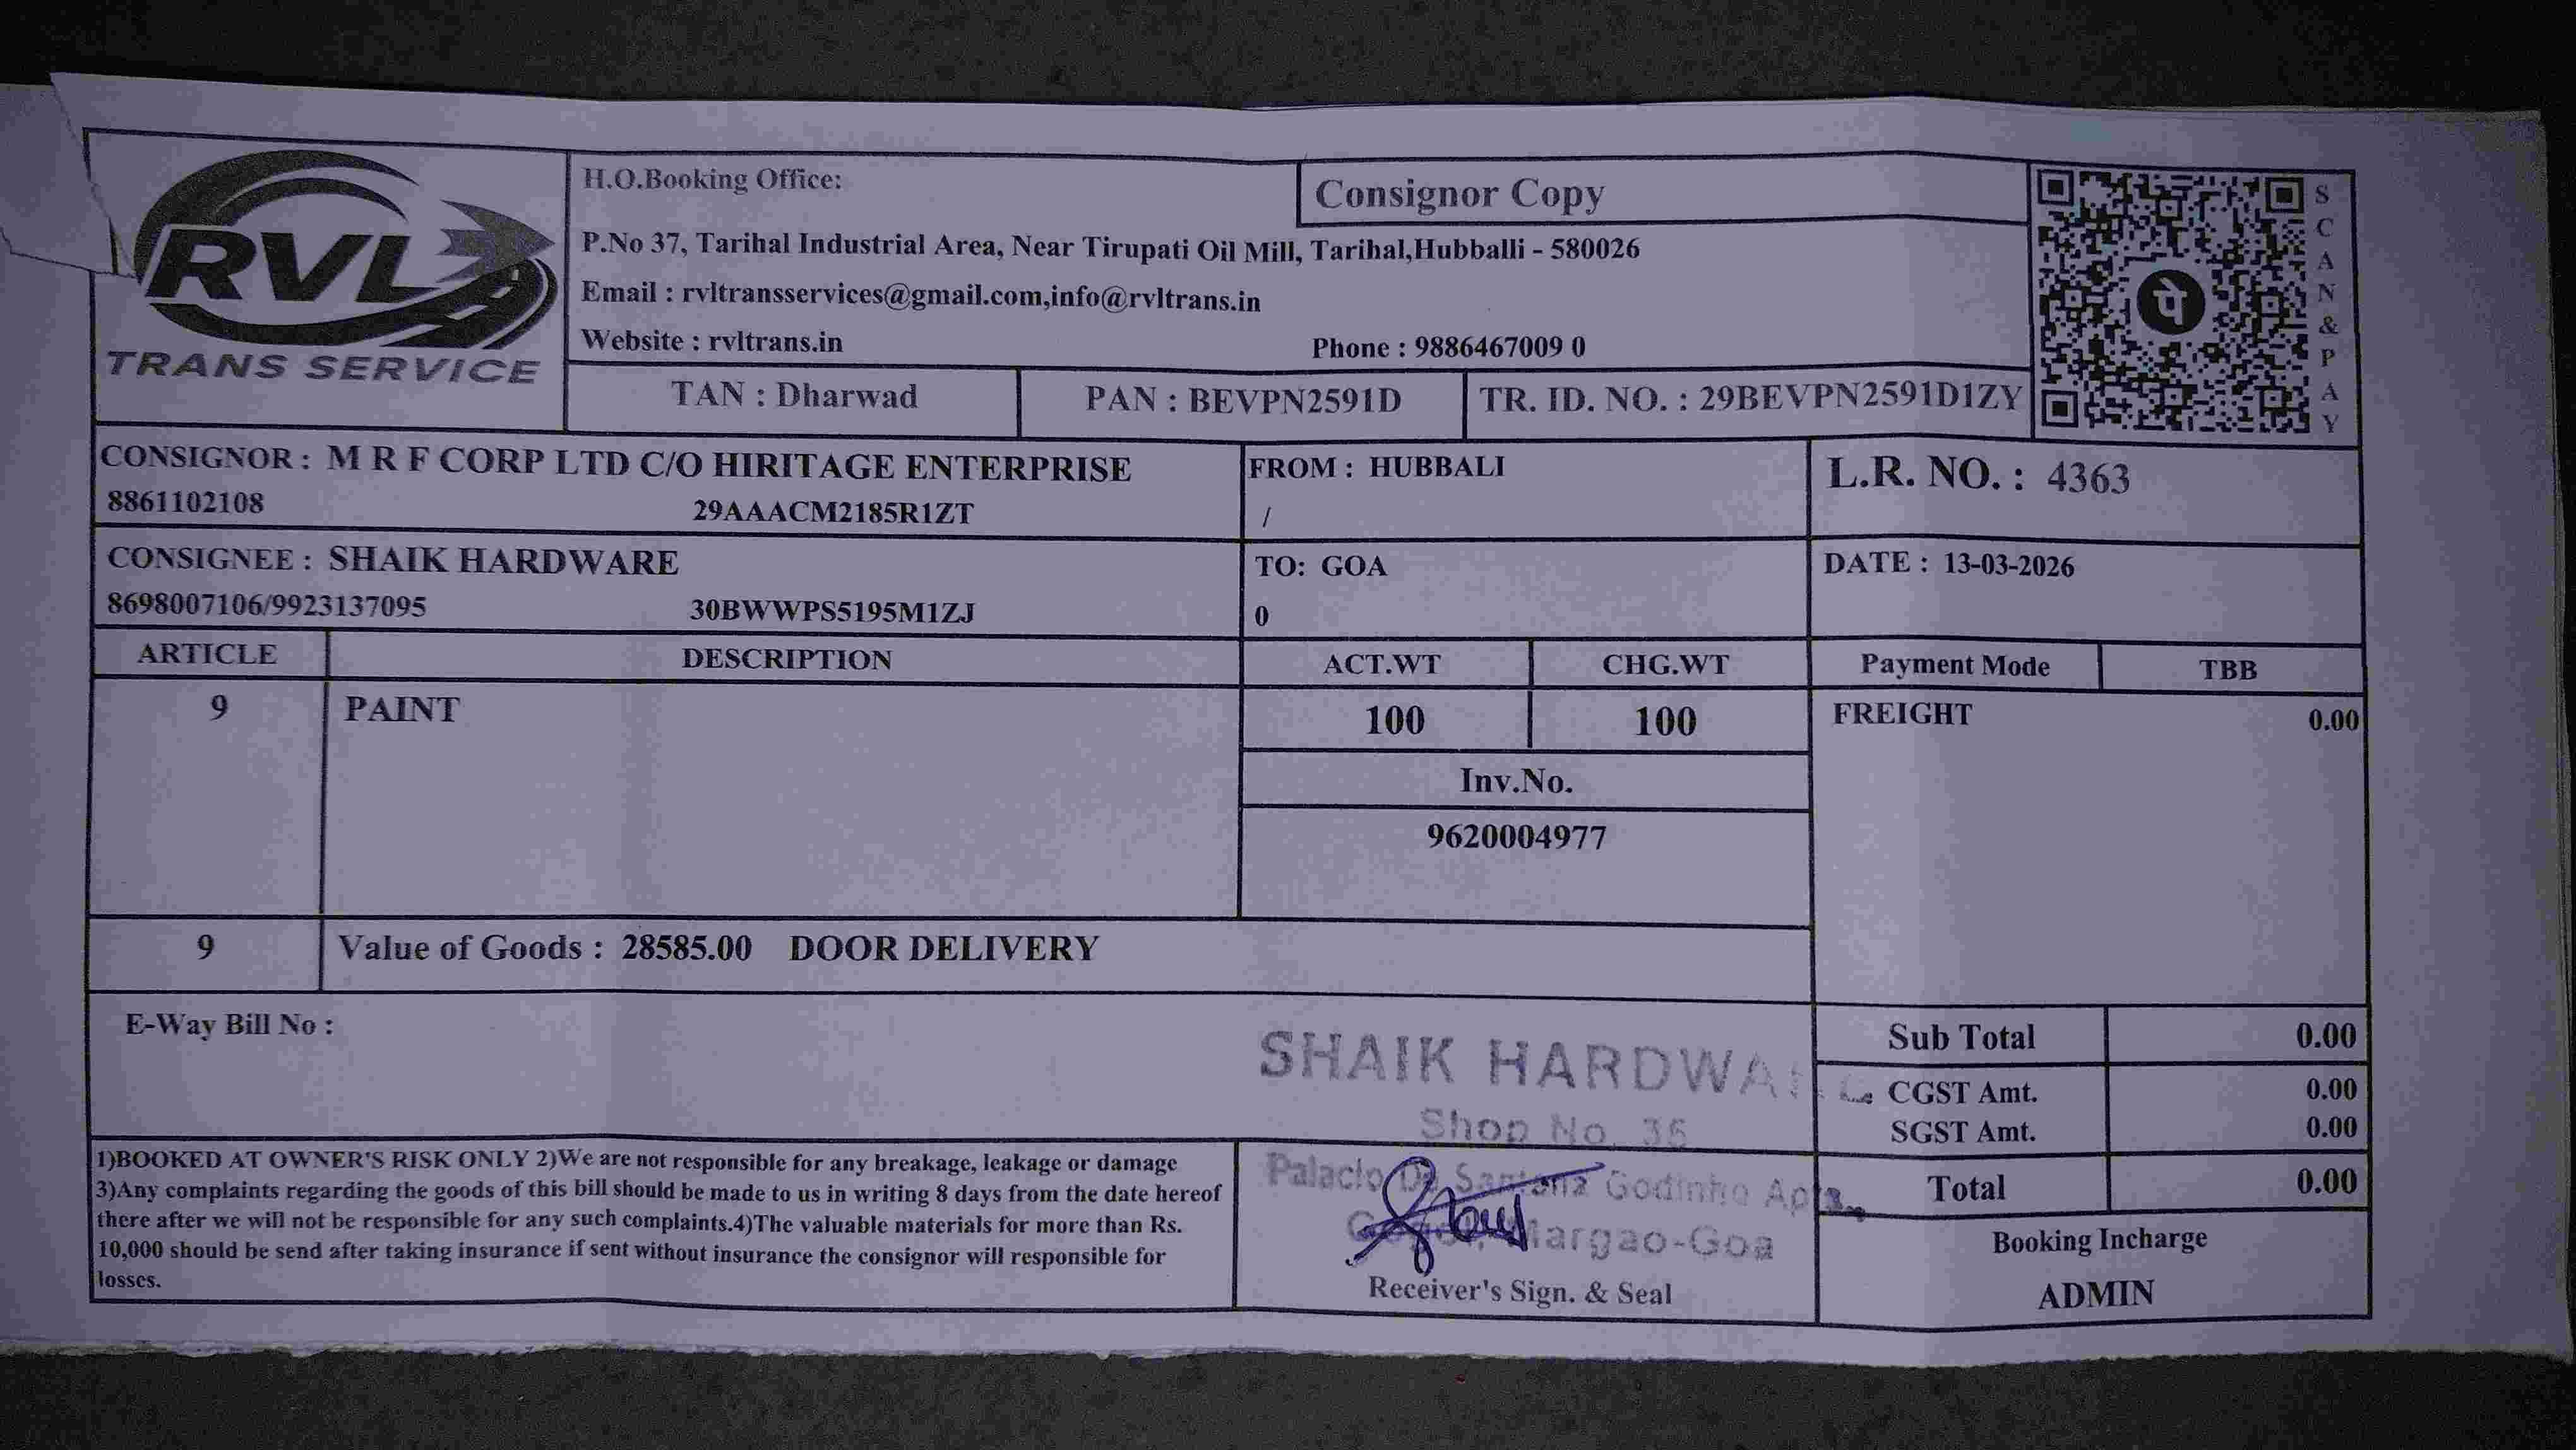 RVL
TRANS SERVICE
H.O.Booking Office:
Consignor Copy
P.No 37, Tarihal Industrial Area, Near Tirupati Oil Mill, Tarihal,Hubballi - 580026
Email : rvltransservices@gmail.com,info@rvltrans.in
Website : rvltrans.in Phone : 9886467009 0
TAN : Dharwad PAN : BEVPN2591D TR. ID. NO. : 29BEVPN2591D1ZY
पे
SCAN&PAY
CONSIGNOR : M R F CORP LTD C/O HIRITAGE ENTERPRISE
8861102108 29AAACM2185R1ZT
FROM : HUBBALI
/
L.R. NO. : 4363
CONSIGNEE : SHAIK HARDWARE
8698007106/9923137095 30BWWPS5195M1ZJ
TO: GOA
0
DATE : 13-03-2026
ARTICLE DESCRIPTION ACT.WT CHG.WT Payment Mode TBB
9 PAINT 100 100 FREIGHT 0.00
Inv.No.
9620004977
9 Value of Goods : 28585.00 DOOR DELIVERY
E-Way Bill No :
Sub Total 0.00
CGST Amt. 0.00
SGST Amt. 0.00
Total 0.00
SHAIK HARDWARE
Shop No. 35
Palacio De Santana Godinho Apts.,
Margao-Goa
1)BOOKED AT OWNER'S RISK ONLY 2)We are not responsible for any breakage, leakage or damage
3)Any complaints regarding the goods of this bill should be made to us in writing 8 days from the date hereof
there after we will not be responsible for any such complaints.4)The valuable materials for more than Rs.
10,000 should be send after taking insurance if sent without insurance the consignor will responsible for
losses.
Receiver's Sign. & Seal
Booking Incharge
ADMIN